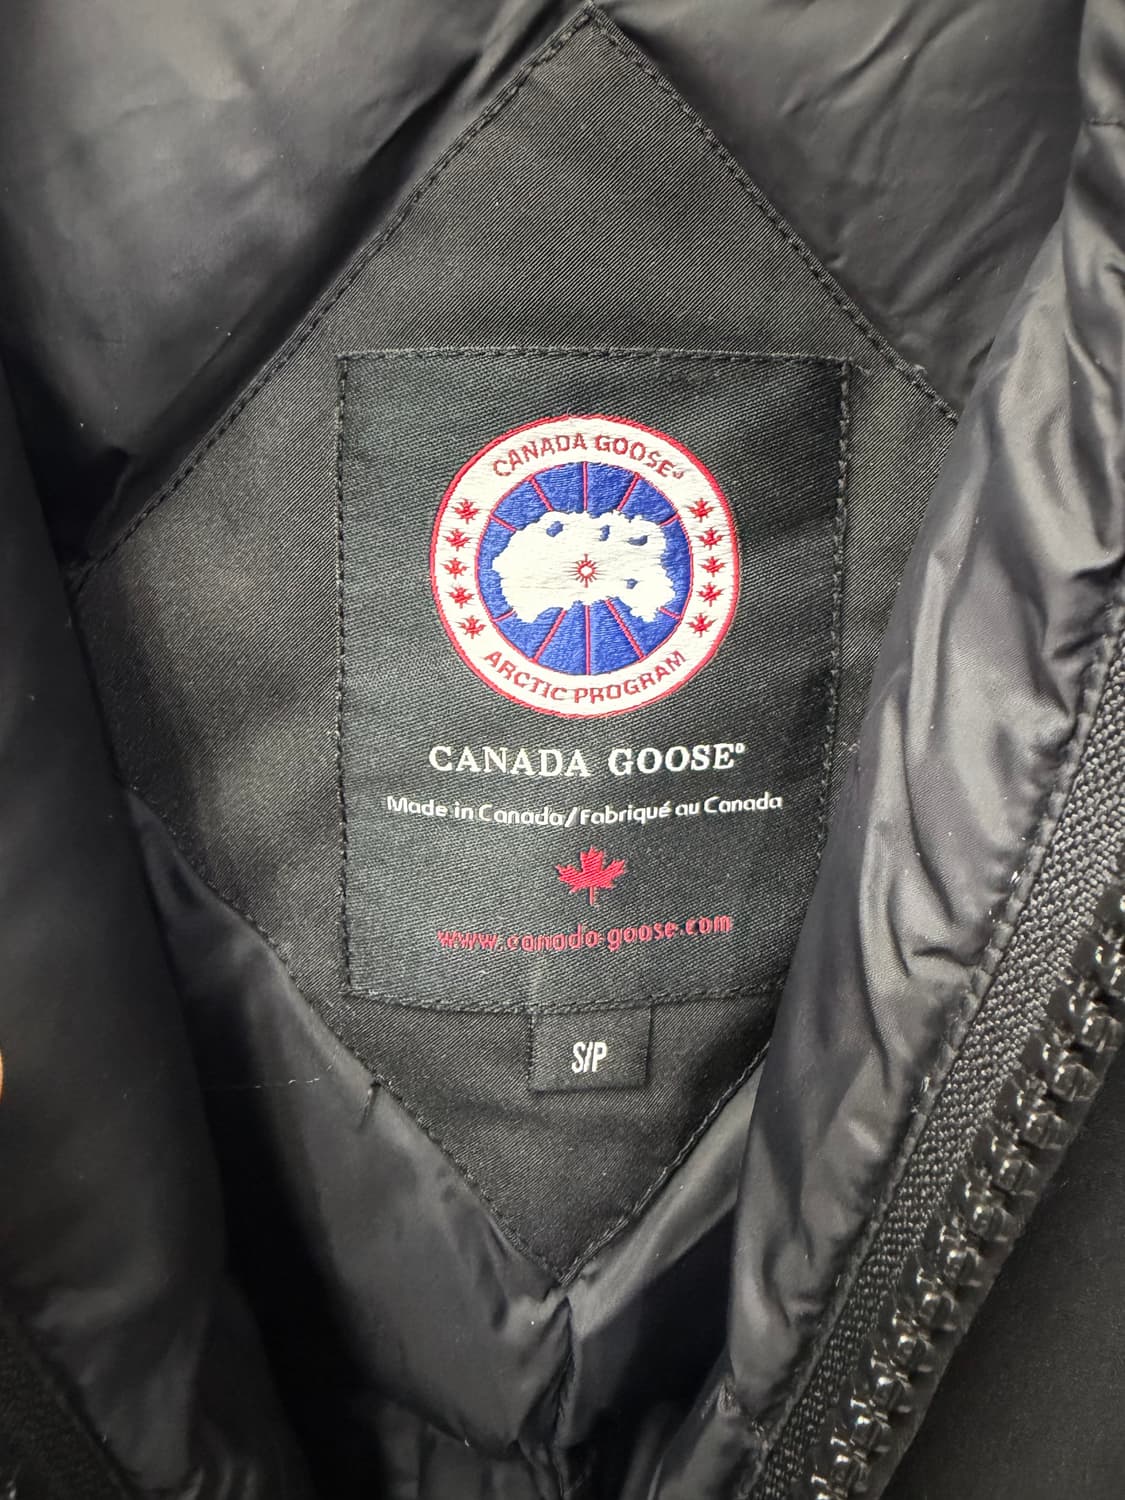 CANADA GOOSE®
ARCTIC PROGRAM
CANADA GOOSE®
Made in Canada/Fabriqué au Canada
www.canada-goose.com
S/P